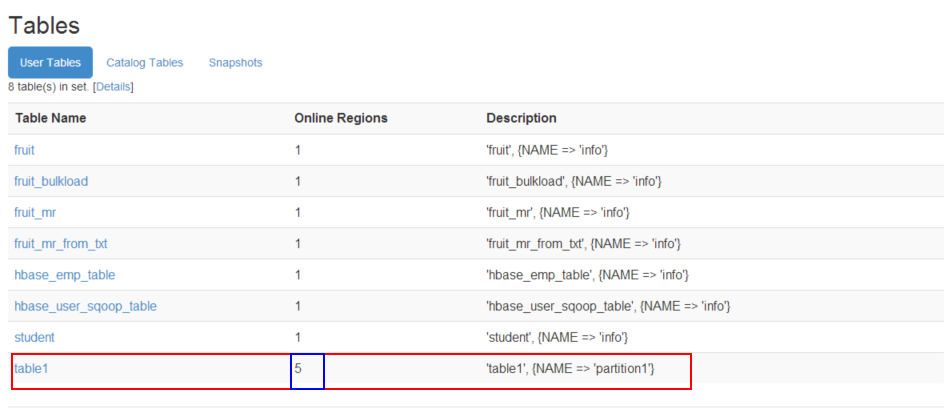 Tables
User Tables Catalog Tables Snapshots
8 table(s) in set. [Details]
Table Name Online Regions Description
fruit 1 'fruit', {NAME => 'info'}
fruit_bulkload 1 'fruit_bulkload', {NAME => 'info'}
fruit_mr 1 'fruit_mr', {NAME => 'info'}
fruit_mr_from_txt 1 'fruit_mr_from_txt', {NAME => 'info'}
hbase_emp_table 1 'hbase_emp_table', {NAME => 'info'}
hbase_user_sqoop_table 1 'hbase_user_sqoop_table', {NAME => 'info'}
student 1 'student', {NAME => 'info'}
table1 5 'table1', {NAME => 'partition1'}